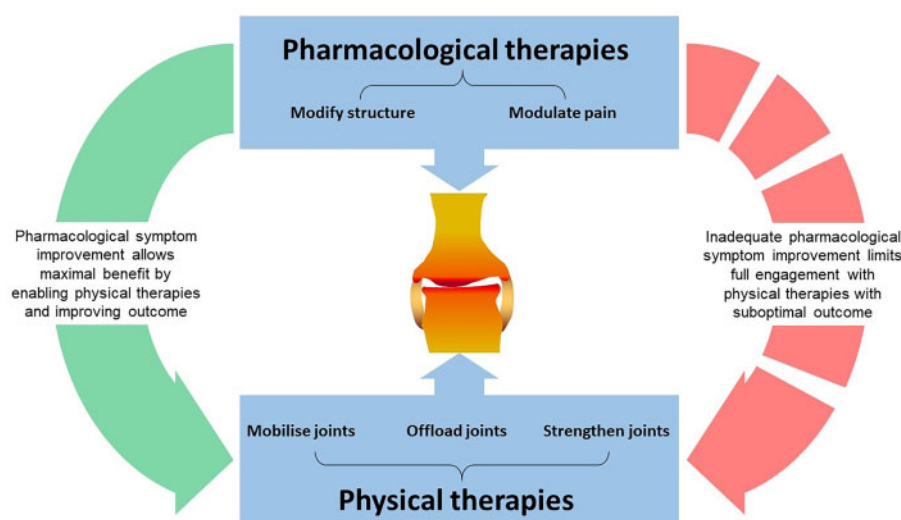 Pharmacological therapies
Modify structure
Modulate pain
Pharmacological symptom
improvement allows
maximal benefit by
enabling physical therapies
and improving outcome
Inadequate pharmacological
symptom improvement limits
full engagement with
physical therapies with
suboptimal outcome
Mobilise joints
Offload joints
Strengthen joints
Physical therapies